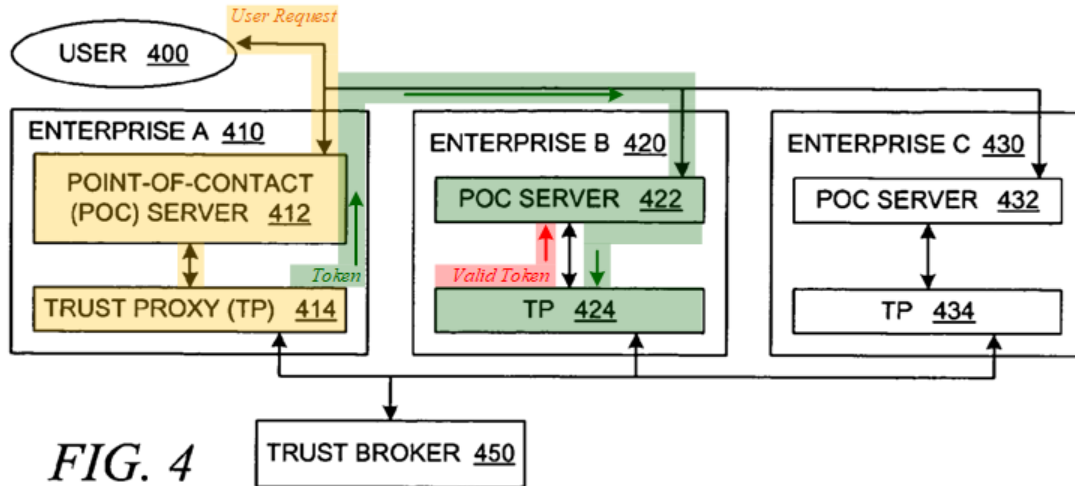 User Request
USER 400
ENTERPRISE A 410
POINT-OF-CONTACT
(POC) SERVER 412
Token
TRUST PROXY (TP) 414
ENTERPRISE B 420
POC SERVER 422
Valid Token
TP 424
ENTERPRISE C 430
POC SERVER 432
TP 434
TRUST BROKER 450
FIG. 4